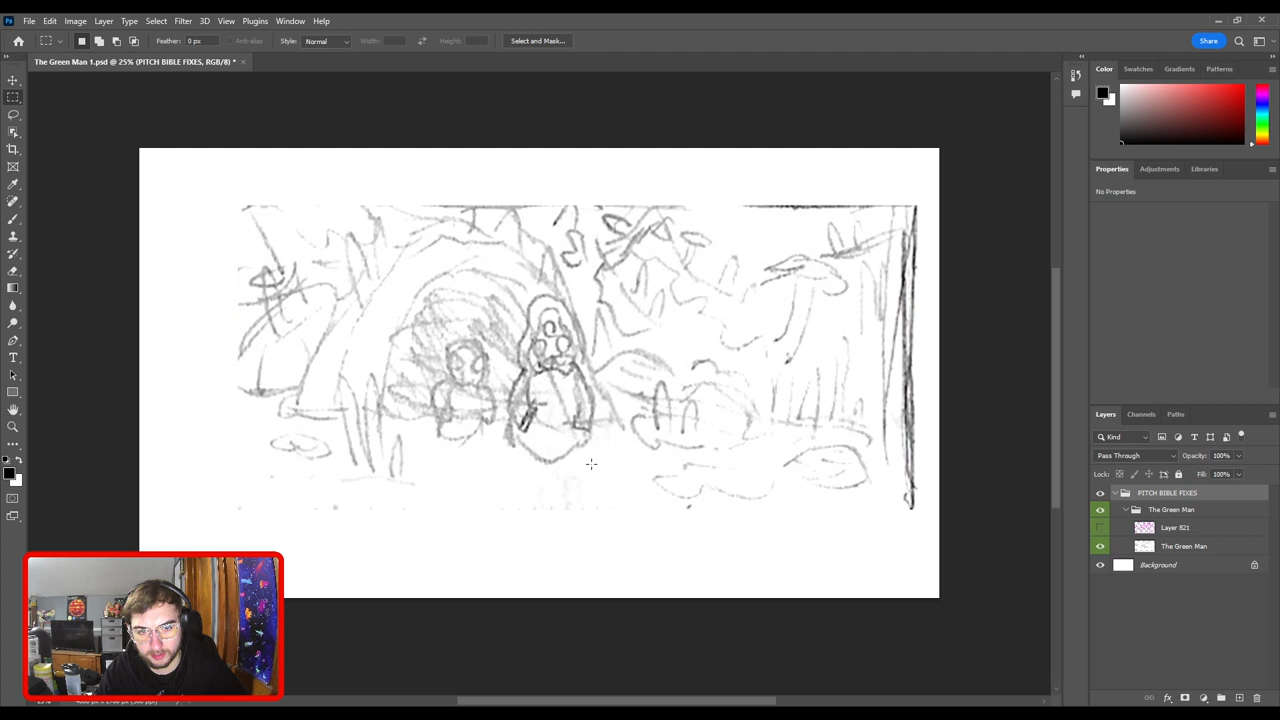 Ps File Edit Image Layer Type Select Filter 3D View Plugins Window Help
Feather: 0 px Anti-alias Style: Normal Width: Height: Select and Mask... Share
The Green Man 1.psd @ 25% (PITCH BIBLE FIXES, RGB/8) * ×
Color Swatches Gradients Patterns
Properties Adjustments Libraries
No Properties
Layers Channels Paths
Kind
Pass Through Opacity: 100%
Lock: Fill: 100%
PITCH BIBLE FIXES
The Green Man
Layer 821
The Green Man
Background